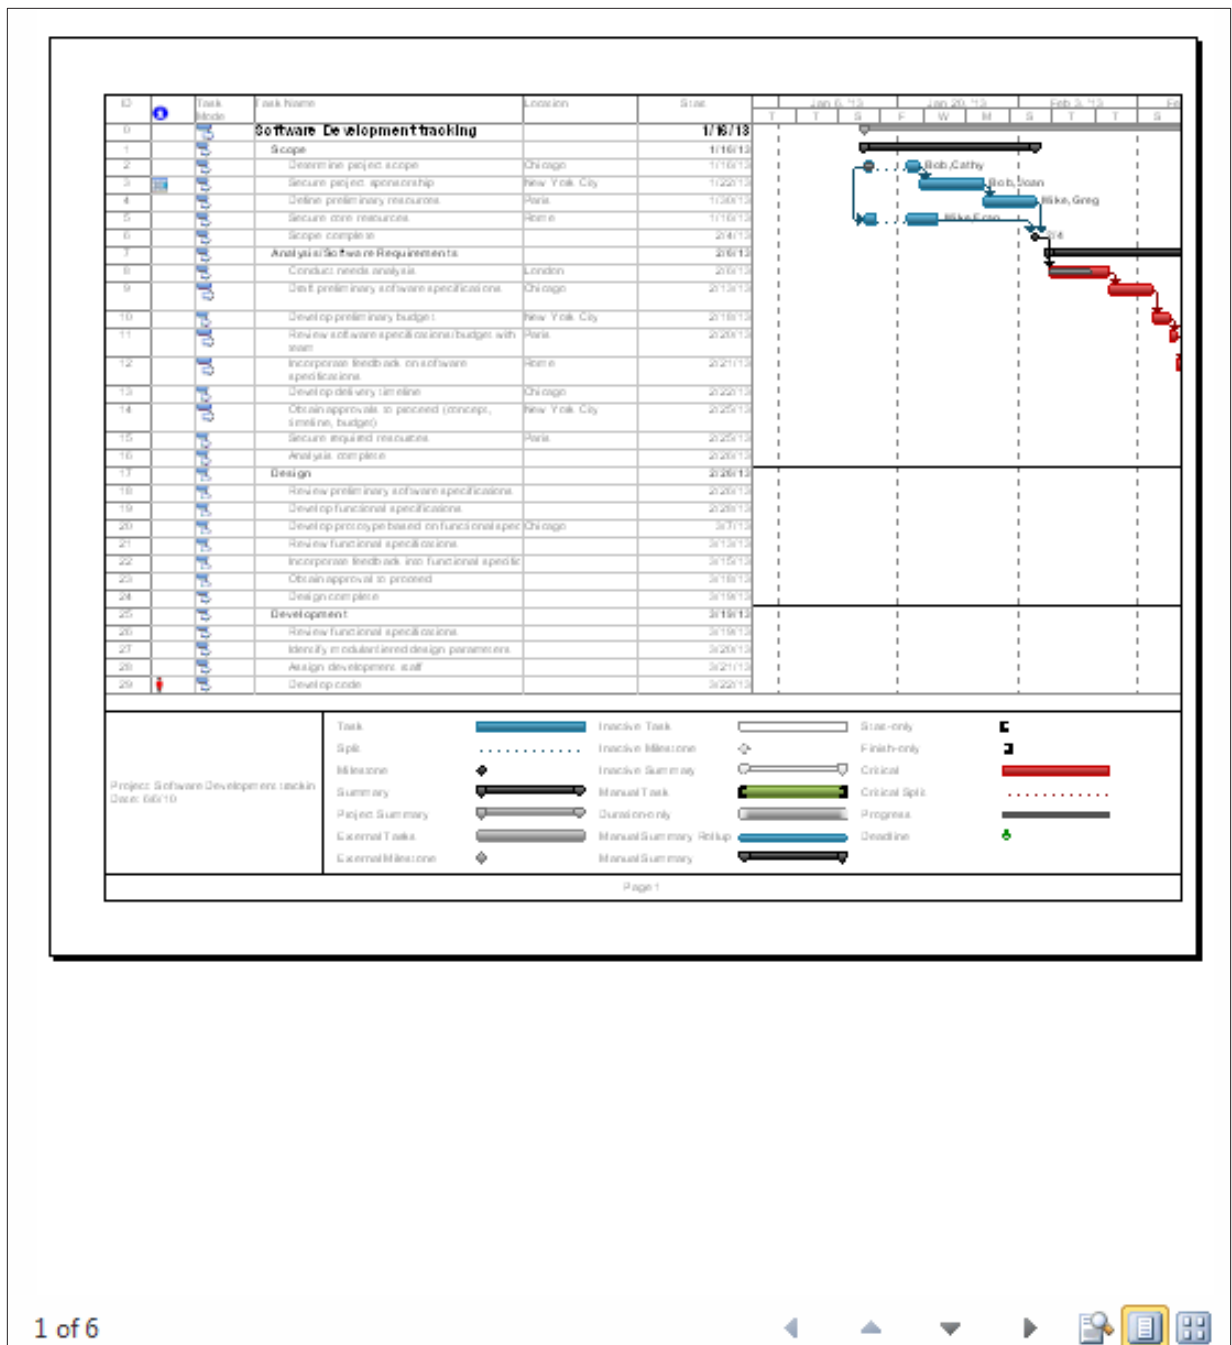 ID Task Mode Task Name Location Start Jan 6, '13 Jan 20, '13 Feb 3, '13 Fe
T T S F W M S T T S
0 Software Development tracking 1/16/13
1 Scope 1/16/13
2 Determine project scope Chicago 1/16/13 Bob,Cathy
3 Secure project sponsorship New York City 1/22/13 Bob,Joan
4 Define preliminary resources Paris 1/30/13 Mike,Greg
5 Secure core resources Rome 1/16/13
6 Scope complete 2/4/13 2/4
7 Analysis/Software Requirements 2/6/13
8 Conduct needs analysis London 2/6/13
9 Draft preliminary software specifications Chicago 2/13/13
10 Develop preliminary budget New York City 2/18/13
11 Review software specifications/budget with team Paris 2/20/13
12 Incorporate feedback on software specifications Rome 2/21/13
13 Develop delivery timeline Chicago 2/22/13
14 Obtain approvals to proceed (concept, timeline, budget) New York City 2/25/13
15 Secure required resources Paris 2/25/13
16 Analysis complete 2/26/13
17 Design 2/26/13
18 Review preliminary software specifications 2/26/13
19 Develop functional specifications 2/28/13
20 Develop prototype based on functional spec Chicago 3/7/13
21 Review functional specifications 3/13/13
22 Incorporate feedback into functional specific 3/15/13
23 Obtain approval to proceed 3/18/13
24 Design complete 3/19/13
25 Development 3/19/13
26 Review functional specifications 3/19/13
27 Identify modular/tiered design parameters 3/20/13
28 Assign development staff 3/21/13
29 Develop code 3/22/13
Project: Software Development trackin
Date: 6/6/10
Task
Split
Milestone
Summary
Project Summary
External Tasks
External Milestone
Inactive Task
Inactive Milestone
Inactive Summary
Manual Task
Duration-only
Manual Summary Rollup
Manual Summary
Start-only
Finish-only
Critical
Critical Split
Progress
Deadline
Page 1
1 of 6